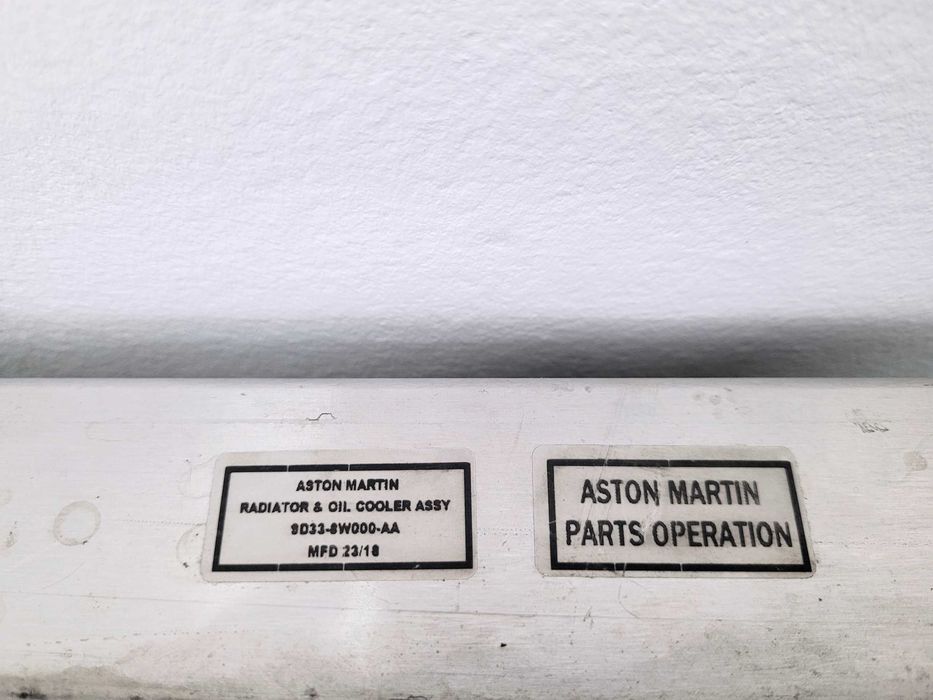 ASTON MARTIN
RADIATOR & OIL COOLER ASSY
9D33-8W000-AA
MFD 23/18
ASTON MARTIN
PARTS OPERATION